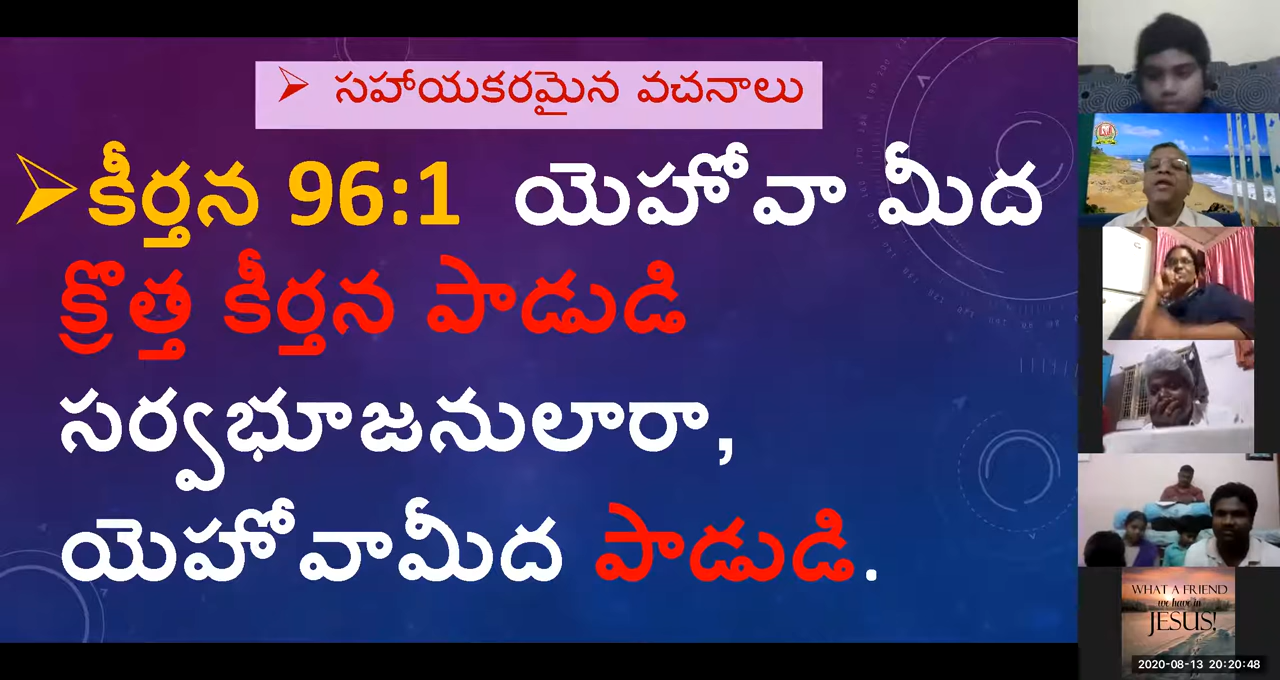 ➢ సహాయకరమైన వచనాలు
➢కీర్తన 96:1 యెహోవా మీద
క్రొత్త కీర్తన పాడుడి
సర్వభూజనులారా,
యెహోవామీద పాడుడి.
WHAT A FRIEND
we have in
JESUS!
2020-08-13 20:20:48